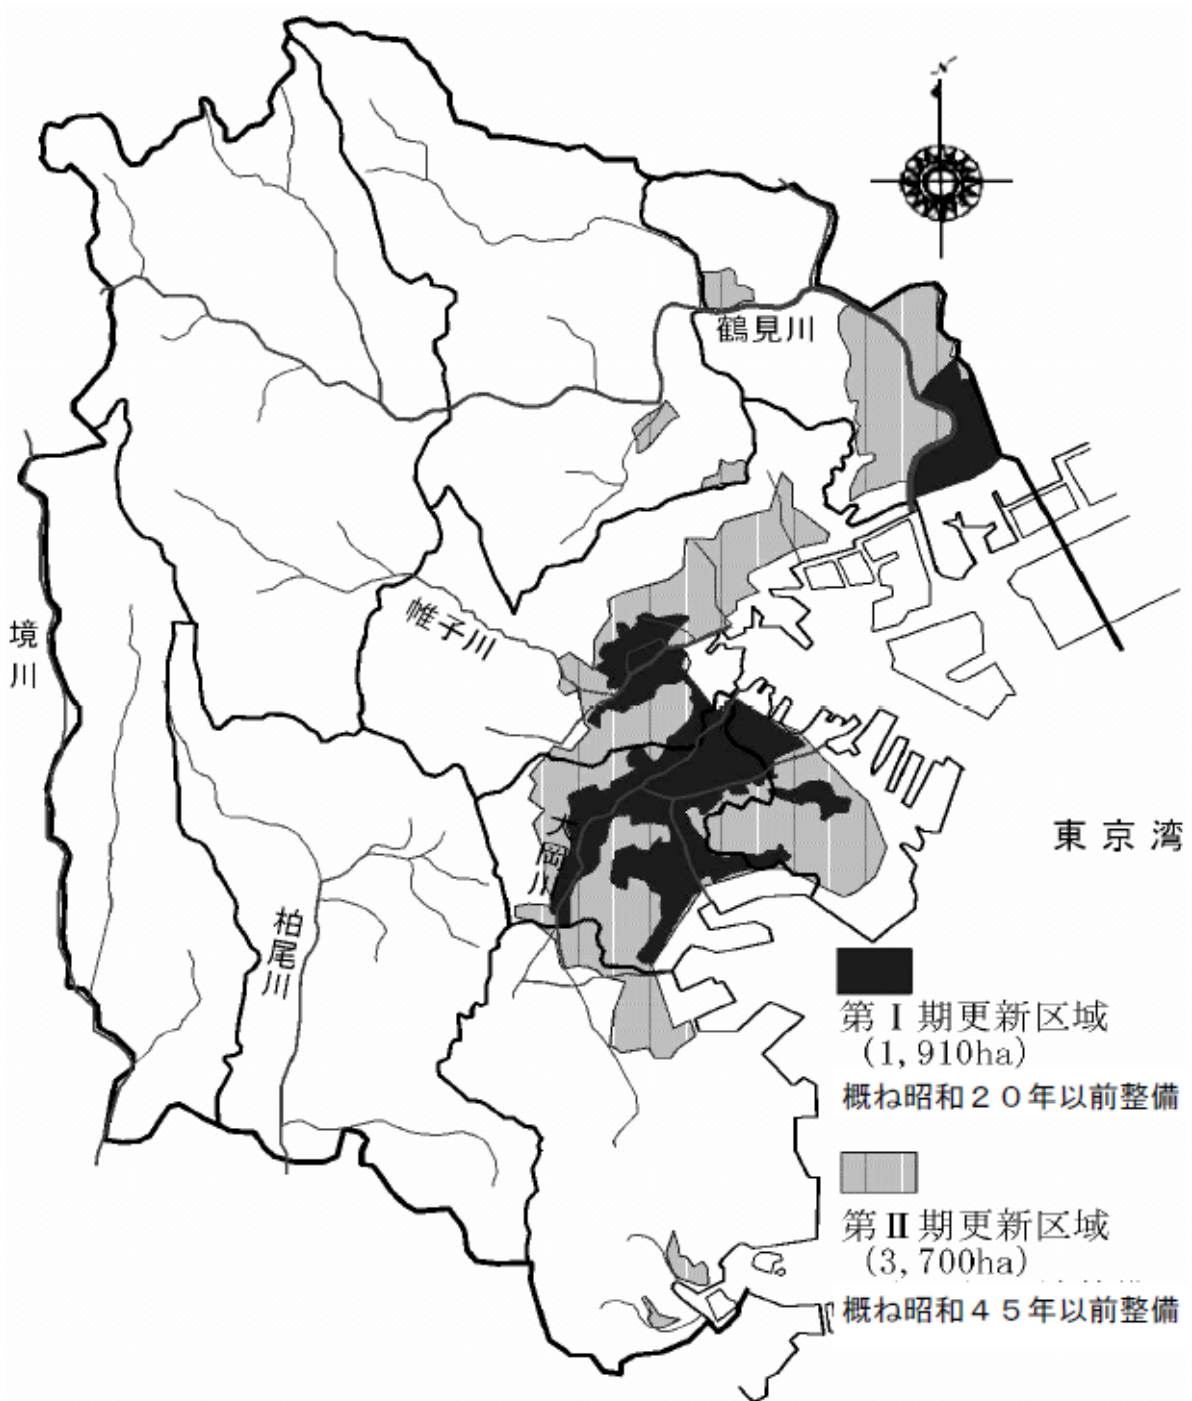 N
鶴見川
帷子川
境川
大岡川
東京湾
柏尾川
第Ⅰ期更新区域
(1,910ha)
概ね昭和20年以前整備
第Ⅱ期更新区域
(3,700ha)
概ね昭和45年以前整備